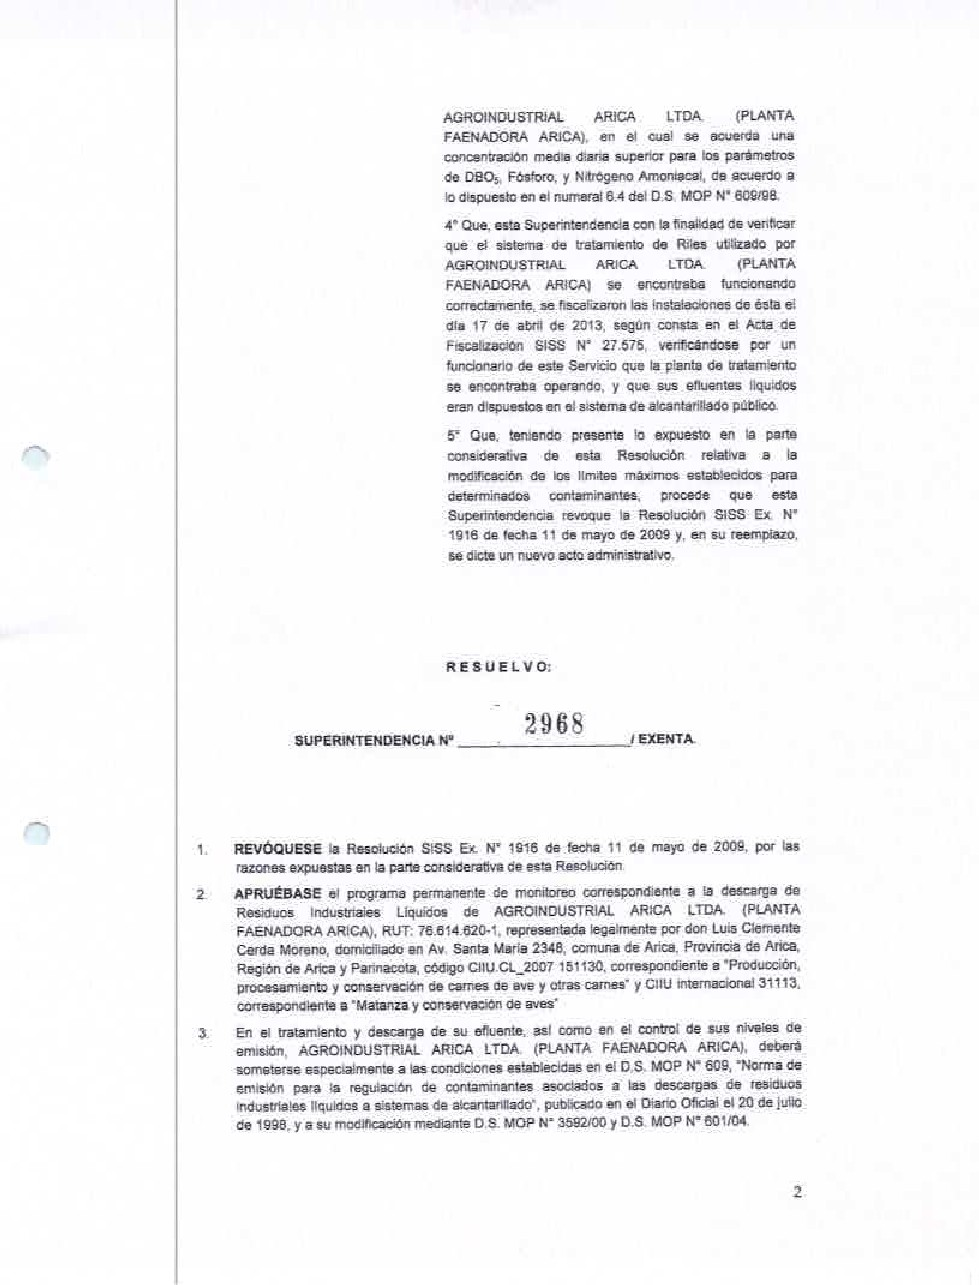 AGROINDUSTRIAL ARICA LTDA. (PLANTA
FAENADORA ARICA), en el cual se acuerda una
concentración media diaria superior para los parámetros
de DBO₅, Fósforo, y Nitrógeno Amoniacal, de acuerdo a
lo dispuesto en el numeral 6.4 del D.S. MOP N° 609/98.
4° Que, esta Superintendencia con la finalidad de verificar
que el sistema de tratamiento de Riles utilizado por
AGROINDUSTRIAL ARICA LTDA. (PLANTA
FAENADORA ARICA) se encontraba funcionando
correctamente, se fiscalizaron las instalaciones de ésta el
día 17 de abril de 2013, según consta en el Acta de
Fiscalización SISS N° 27.575, verificándose por un
funcionario de este Servicio que la planta de tratamiento
se encontraba operando, y que sus efluentes líquidos
eran dispuestos en el sistema de alcantarillado público.
5° Que, teniendo presente lo expuesto en la parte
considerativa de esta Resolución relativa a la
modificación de los límites máximos establecidos para
determinados contaminantes, procede que esta
Superintendencia revoque la Resolución SISS Ex. N°
1916 de fecha 11 de mayo de 2009 y, en su reemplazo,
se dicte un nuevo acto administrativo.
RESUELVO:
SUPERINTENDENCIA N° 2968 / EXENTA
1. REVÓQUESE la Resolución SISS Ex. N° 1916 de fecha 11 de mayo de 2009, por las
razones expuestas en la parte considerativa de esta Resolución.
2. APRUÉBASE el programa permanente de monitoreo correspondiente a la descarga de
Residuos Industriales Líquidos de AGROINDUSTRIAL ARICA LTDA. (PLANTA
FAENADORA ARICA), RUT: 76.614.620-1, representada legalmente por don Luis Clemente
Cerda Moreno, domiciliado en Av. Santa María 2346, comuna de Arica, Provincia de Arica,
Región de Arica y Parinacota, código CIIU.CL_2007 151130, correspondiente a "Producción,
procesamiento y conservación de carnes de ave y otras carnes" y CIIU internacional 31113,
correspondiente a "Matanza y conservación de aves"
3. En el tratamiento y descarga de su efluente, así como en el control de sus niveles de
emisión, AGROINDUSTRIAL ARICA LTDA. (PLANTA FAENADORA ARICA), deberá
someterse especialmente a las condiciones establecidas en el D.S. MOP N° 609, "Norma de
emisión para la regulación de contaminantes asociados a las descargas de residuos
industriales líquidos a sistemas de alcantarillado", publicado en el Diario Oficial el 20 de julio
de 1998, y a su modificación mediante D.S. MOP N° 3592/00 y D.S. MOP N° 601/04.
2